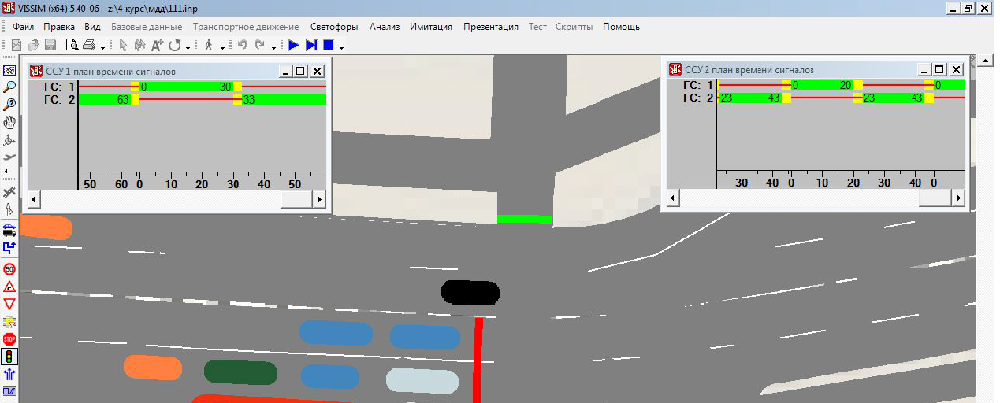 VISSIM (x64) 5.40-06 - z:\4 курс\мдд\111.inp
Файл Правка Вид Базовые данные Транспортное движение Светофоры Анализ Имитация Презентация Тест Скрипты Помощь
ССУ 1 план времени сигналов
ГС: 1 0 30
ГС: 2 63 33
50 60 0 10 20 30 40 50
ССУ 2 план времени сигналов
ГС: 1 0 20 0
ГС: 2 23 43 23 43
30 40 0 10 20 30 40 0
50
STOP